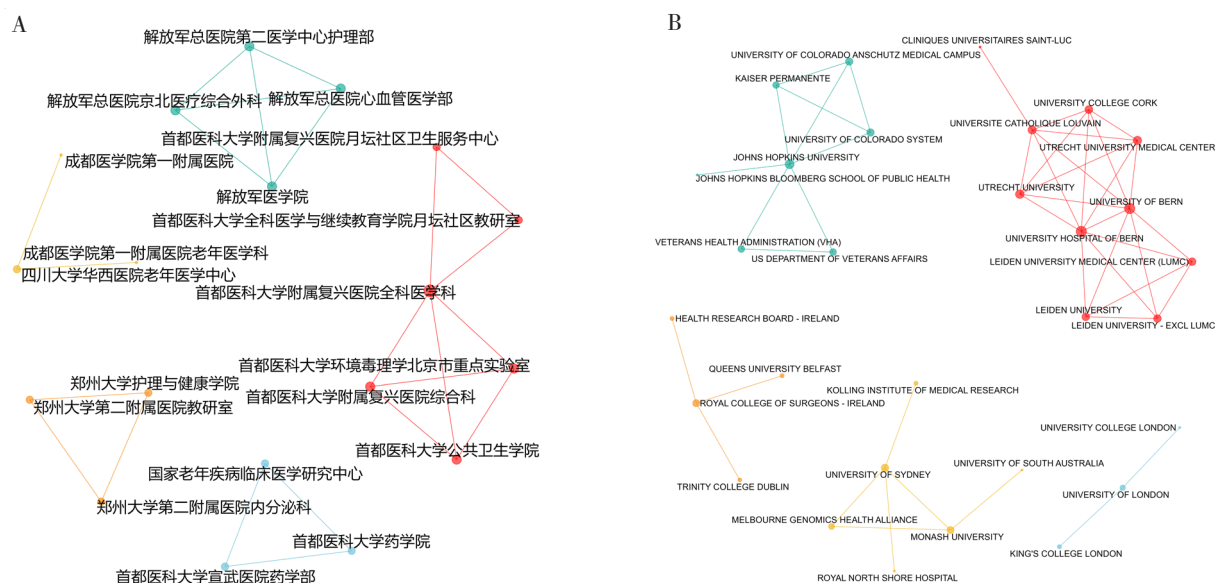 A
解放军总医院第二医学中心护理部
解放军总医院京北医疗综合外科
解放军总医院心血管医学部
首都医科大学附属复兴医院月坛社区卫生服务中心
成都医学院第一附属医院
解放军医学院
首都医科大学全科医学与继续教育学院月坛社区教研室
成都医学院第一附属医院老年医学科
四川大学华西医院老年医学中心
首都医科大学附属复兴医院全科医学科
首都医科大学环境毒理学北京市重点实验室
郑州大学护理与健康学院
首都医科大学附属复兴医院综合科
郑州大学第二附属医院教研室
首都医科大学公共卫生学院
国家老年疾病临床医学研究中心
郑州大学第二附属医院内分泌科
首都医科大学药学院
首都医科大学宣武医院药学部
B
CLINIQUES UNIVERSITAIRES SAINT-LUC
UNIVERSITY OF COLORADO ANSCHUTZ MEDICAL CAMPUS
KAISER PERMANENTE
UNIVERSITY COLLEGE CORK
UNIVERSITE CATHOLIQUE LOUVAIN
UNIVERSITY OF COLORADO SYSTEM
UTRECHT UNIVERSITY MEDICAL CENTER
JOHNS HOPKINS UNIVERSITY
JOHNS HOPKINS BLOOMBERG SCHOOL OF PUBLIC HEALTH
UTRECHT UNIVERSITY
UNIVERSITY OF BERN
UNIVERSITY HOSPITAL OF BERN
VETERANS HEALTH ADMINISTRATION (VHA)
US DEPARTMENT OF VETERANS AFFAIRS
LEIDEN UNIVERSITY MEDICAL CENTER (LUMC)
LEIDEN UNIVERSITY
LEIDEN UNIVERSITY - EXCL LUMC
HEALTH RESEARCH BOARD - IRELAND
QUEENS UNIVERSITY BELFAST
KOLLING INSTITUTE OF MEDICAL RESEARCH
ROYAL COLLEGE OF SURGEONS - IRELAND
UNIVERSITY COLLEGE LONDON
UNIVERSITY OF SYDNEY
UNIVERSITY OF SOUTH AUSTRALIA
TRINITY COLLEGE DUBLIN
UNIVERSITY OF LONDON
MELBOURNE GENOMICS HEALTH ALLIANCE
MONASH UNIVERSITY
KING'S COLLEGE LONDON
ROYAL NORTH SHORE HOSPITAL